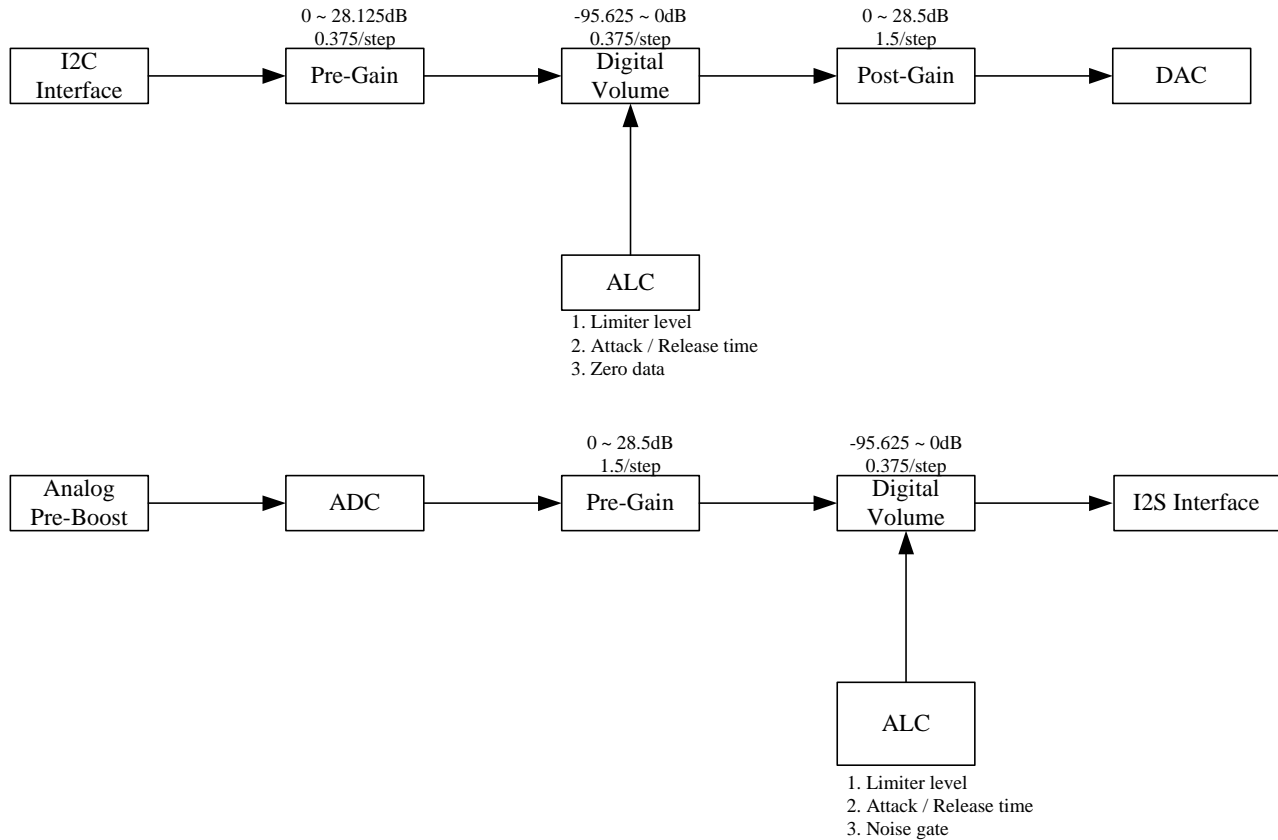 0 ~ 28.125dB
0.375/step
-95.625 ~ 0dB
0.375/step
0 ~ 28.5dB
1.5/step
I2C
Interface
Pre-Gain
Digital
Volume
Post-Gain
DAC
ALC
1. Limiter level
2. Attack / Release time
3. Zero data
0 ~ 28.5dB
1.5/step
-95.625 ~ 0dB
0.375/step
Analog
Pre-Boost
ADC
Pre-Gain
Digital
Volume
I2S Interface
ALC
1. Limiter level
2. Attack / Release time
3. Noise gate